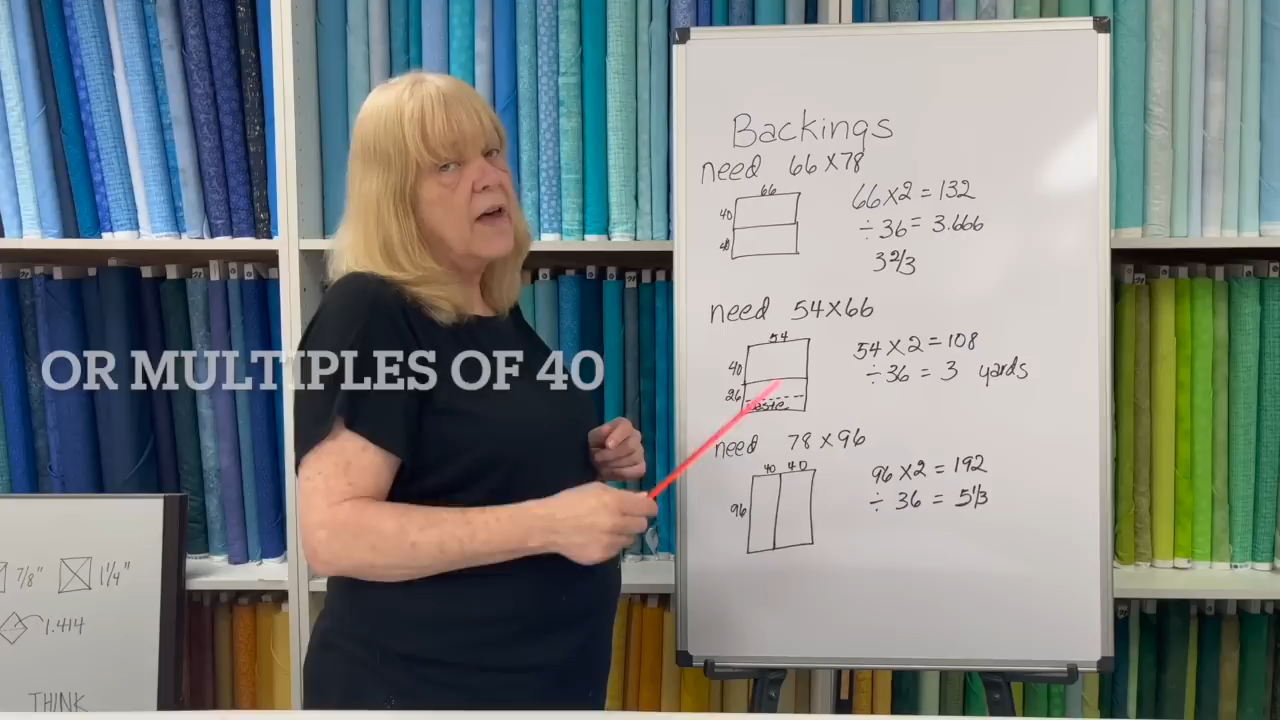 Backings
need 66 X 78
66
40
40
66 X 2 = 132
÷ 36 = 3.666
3 2/3
need 54 X 66
54
40
26
waste
54 X 2 = 108
÷ 36 = 3 yards
need 78 X 96
40 40
96
96 X 2 = 192
÷ 36 = 5 1/3
OR MULTIPLES OF 40
7/8" 1 1/4"
1.414
THINK